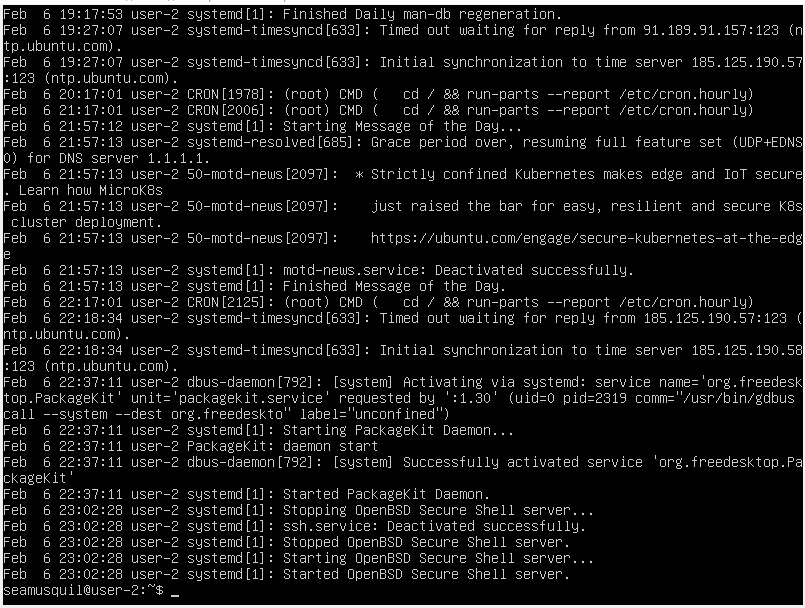 Feb  6 19:17:53 user-2 systemd[1]: Finished Daily man-db regeneration.
Feb  6 19:27:07 user-2 systemd-timesyncd[633]: Timed out waiting for reply from 91.189.91.157:123 (n
tp.ubuntu.com).
Feb  6 19:27:07 user-2 systemd-timesyncd[633]: Initial synchronization to time server 185.125.190.57
:123 (ntp.ubuntu.com).
Feb  6 20:17:01 user-2 CRON[1978]: (root) CMD (   cd / && run-parts --report /etc/cron.hourly)
Feb  6 21:17:01 user-2 CRON[2006]: (root) CMD (   cd / && run-parts --report /etc/cron.hourly)
Feb  6 21:57:12 user-2 systemd[1]: Starting Message of the Day...
Feb  6 21:57:13 user-2 systemd-resolved[685]: Grace period over, resuming full feature set (UDP+EDNS
0) for DNS server 1.1.1.1.
Feb  6 21:57:13 user-2 50-motd-news[2097]:  * Strictly confined Kubernetes makes edge and IoT secure
. Learn how MicroK8s
Feb  6 21:57:13 user-2 50-motd-news[2097]:    just raised the bar for easy, resilient and secure K8s
 cluster deployment.
Feb  6 21:57:13 user-2 50-motd-news[2097]:    https://ubuntu.com/engage/secure-kubernetes-at-the-edg
e
Feb  6 21:57:13 user-2 systemd[1]: motd-news.service: Deactivated successfully.
Feb  6 21:57:13 user-2 systemd[1]: Finished Message of the Day.
Feb  6 22:17:01 user-2 CRON[2125]: (root) CMD (   cd / && run-parts --report /etc/cron.hourly)
Feb  6 22:18:34 user-2 systemd-timesyncd[633]: Timed out waiting for reply from 185.125.190.57:123 (
ntp.ubuntu.com).
Feb  6 22:18:34 user-2 systemd-timesyncd[633]: Initial synchronization to time server 185.125.190.58
:123 (ntp.ubuntu.com).
Feb  6 22:37:11 user-2 dbus-daemon[792]: [system] Activating via systemd: service name='org.freedesk
top.PackageKit' unit='packagekit.service' requested by ':1.30' (uid=0 pid=2319 comm="/usr/bin/gdbus
call --system --dest org.freedeskto" label="unconfined")
Feb  6 22:37:11 user-2 systemd[1]: Starting PackageKit Daemon...
Feb  6 22:37:11 user-2 PackageKit: daemon start
Feb  6 22:37:11 user-2 dbus-daemon[792]: [system] Successfully activated service 'org.freedesktop.Pa
ckageKit'
Feb  6 22:37:11 user-2 systemd[1]: Started PackageKit Daemon.
Feb  6 23:02:28 user-2 systemd[1]: Stopping OpenBSD Secure Shell server...
Feb  6 23:02:28 user-2 systemd[1]: ssh.service: Deactivated successfully.
Feb  6 23:02:28 user-2 systemd[1]: Stopped OpenBSD Secure Shell server.
Feb  6 23:02:28 user-2 systemd[1]: Starting OpenBSD Secure Shell server...
Feb  6 23:02:28 user-2 systemd[1]: Started OpenBSD Secure Shell server.
seamusquil@user-2:~$ _